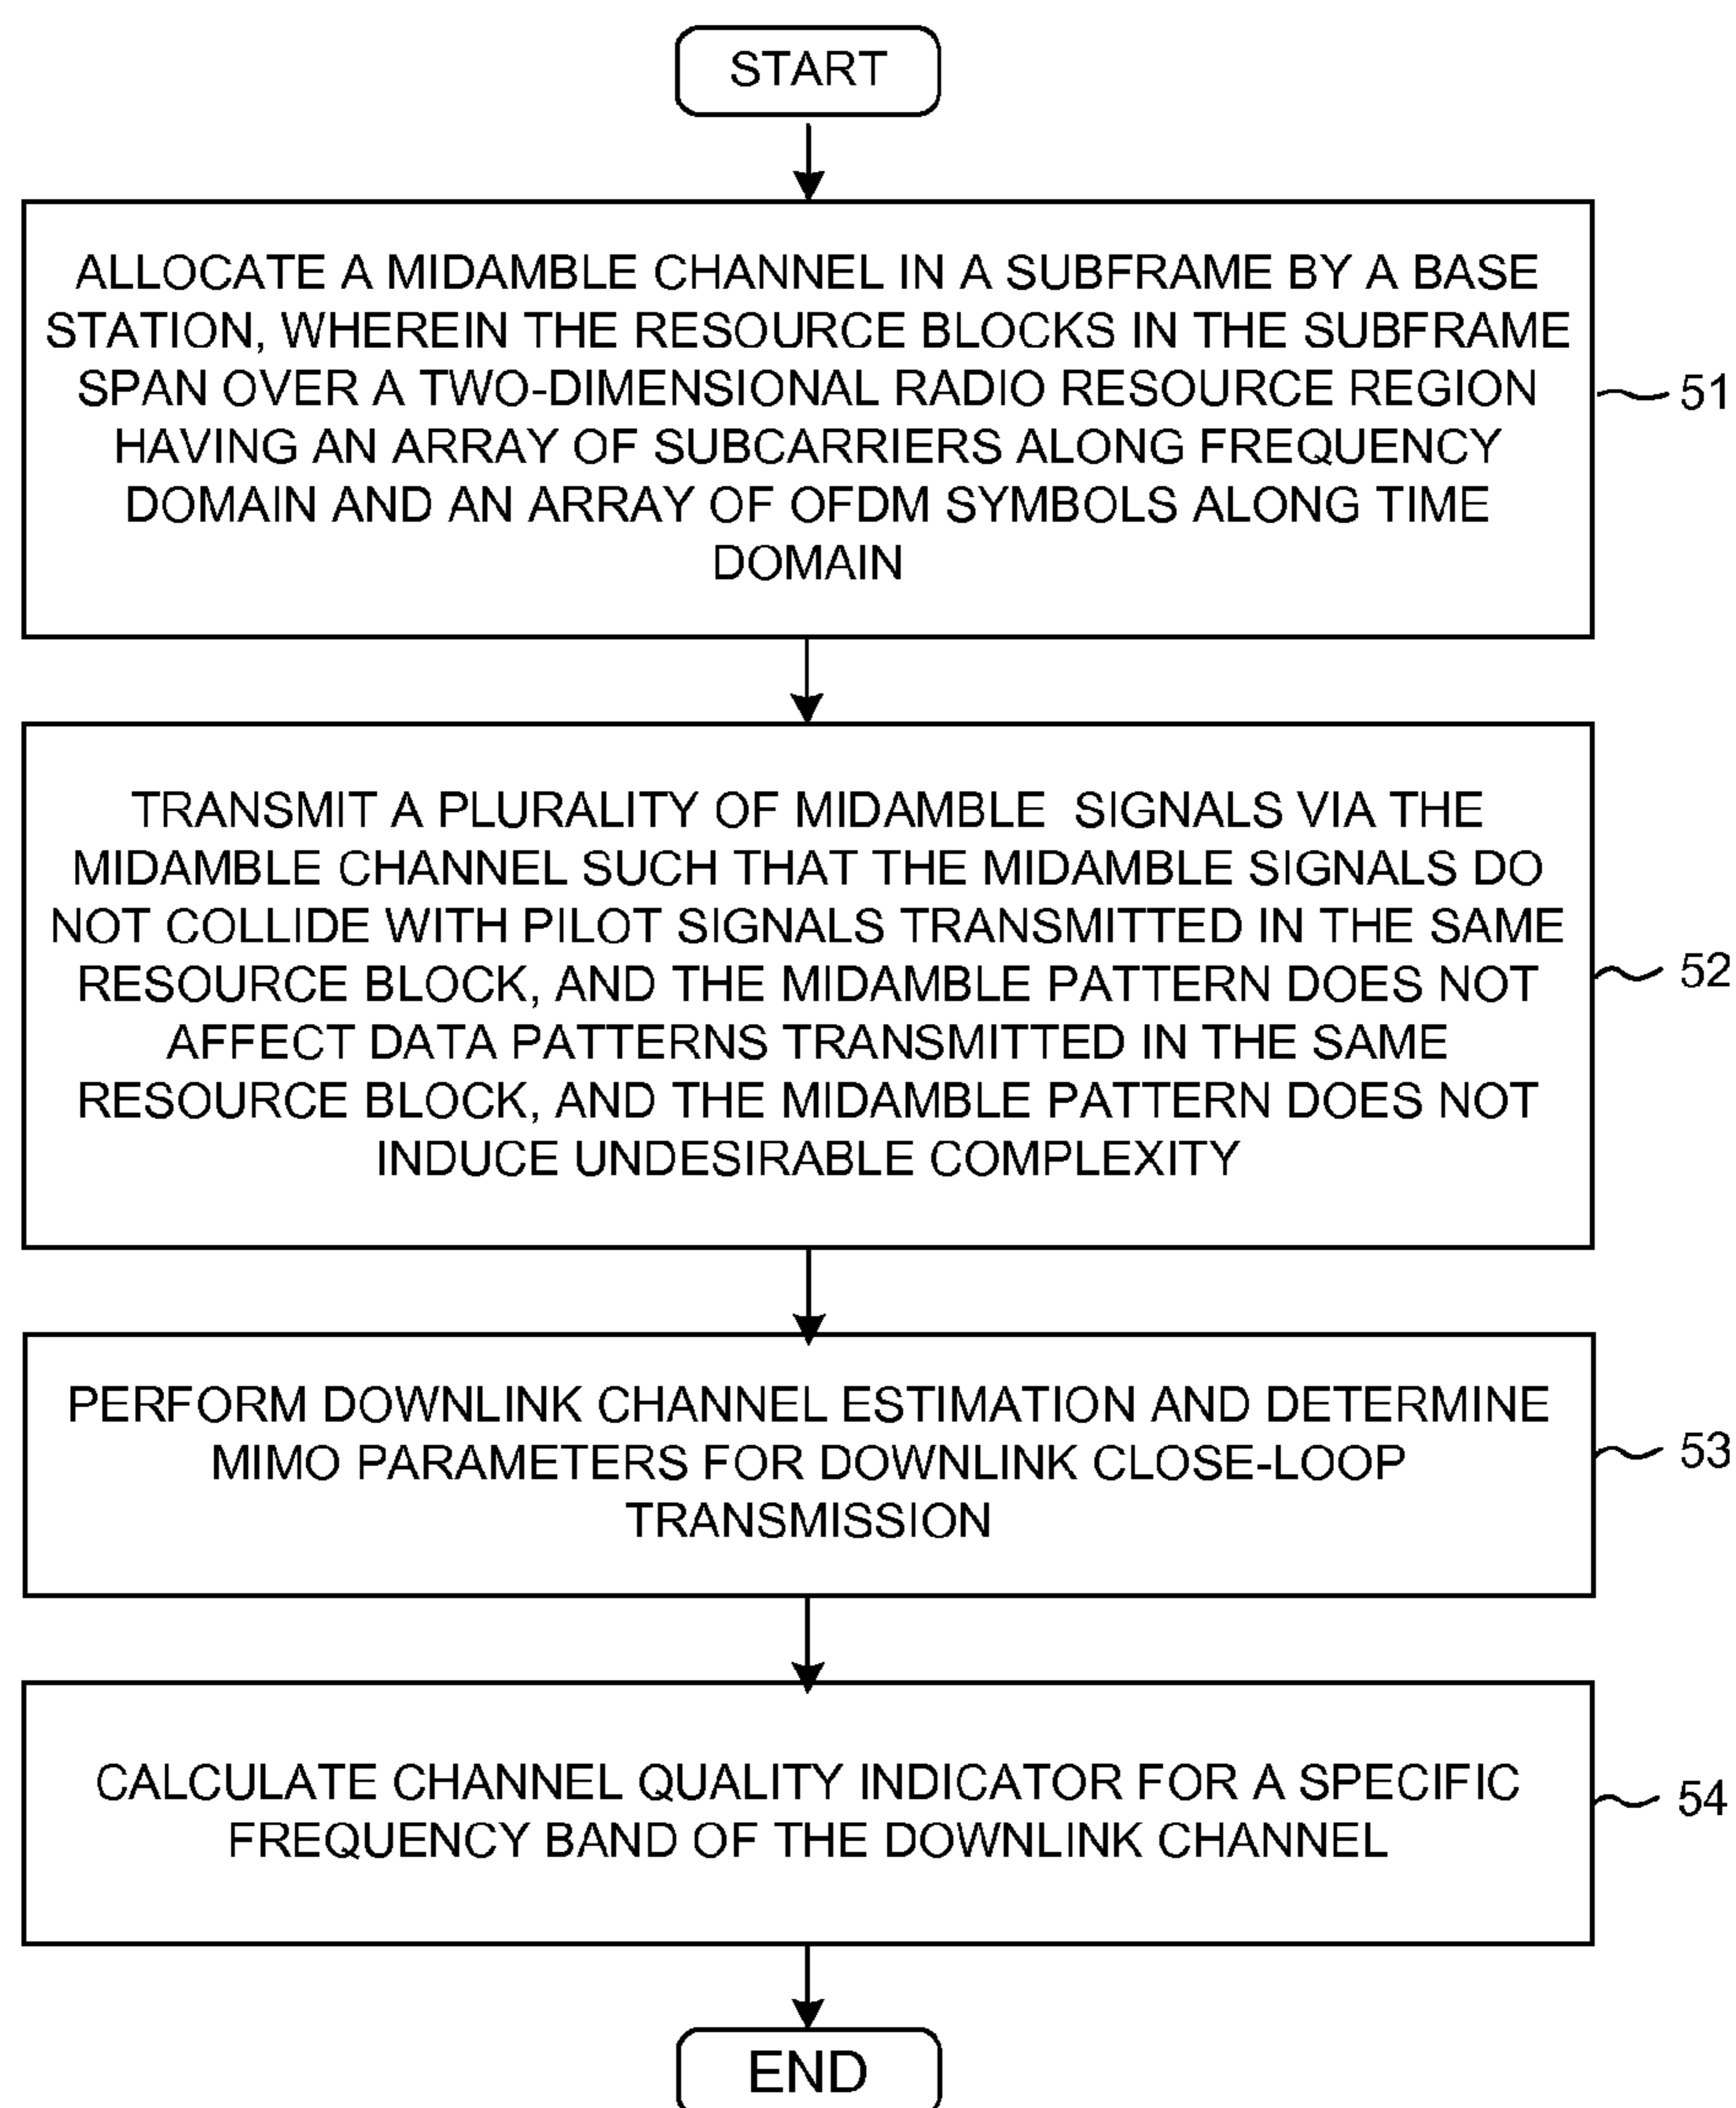 START
ALLOCATE A MIDAMBLE CHANNEL IN A SUBFRAME BY A BASE
STATION, WHEREIN THE RESOURCE BLOCKS IN THE SUBFRAME
SPAN OVER A TWO-DIMENSIONAL RADIO RESOURCE REGION
HAVING AN ARRAY OF SUBCARRIERS ALONG FREQUENCY
DOMAIN AND AN ARRAY OF OFDM SYMBOLS ALONG TIME
DOMAIN
51
TRANSMIT A PLURALITY OF MIDAMBLE SIGNALS VIA THE
MIDAMBLE CHANNEL SUCH THAT THE MIDAMBLE SIGNALS DO
NOT COLLIDE WITH PILOT SIGNALS TRANSMITTED IN THE SAME
RESOURCE BLOCK, AND THE MIDAMBLE PATTERN DOES NOT
AFFECT DATA PATTERNS TRANSMITTED IN THE SAME
RESOURCE BLOCK, AND THE MIDAMBLE PATTERN DOES NOT
INDUCE UNDESIRABLE COMPLEXITY
52
PERFORM DOWNLINK CHANNEL ESTIMATION AND DETERMINE
MIMO PARAMETERS FOR DOWNLINK CLOSE-LOOP
TRANSMISSION
53
CALCULATE CHANNEL QUALITY INDICATOR FOR A SPECIFIC
FREQUENCY BAND OF THE DOWNLINK CHANNEL
54
END